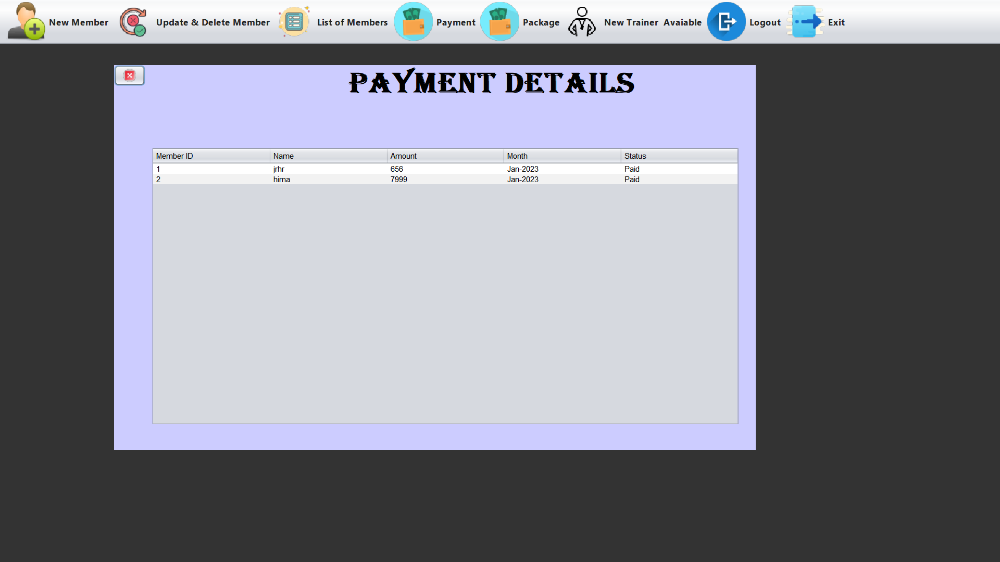 New Member Update & Delete Member List of Members Payment Package New Trainer Avaiable Logout Exit
PAYMENT DETAILS
Member ID Name Amount Month Status
1 jrhr 656 Jan-2023 Paid
2 hima 7999 Jan-2023 Paid